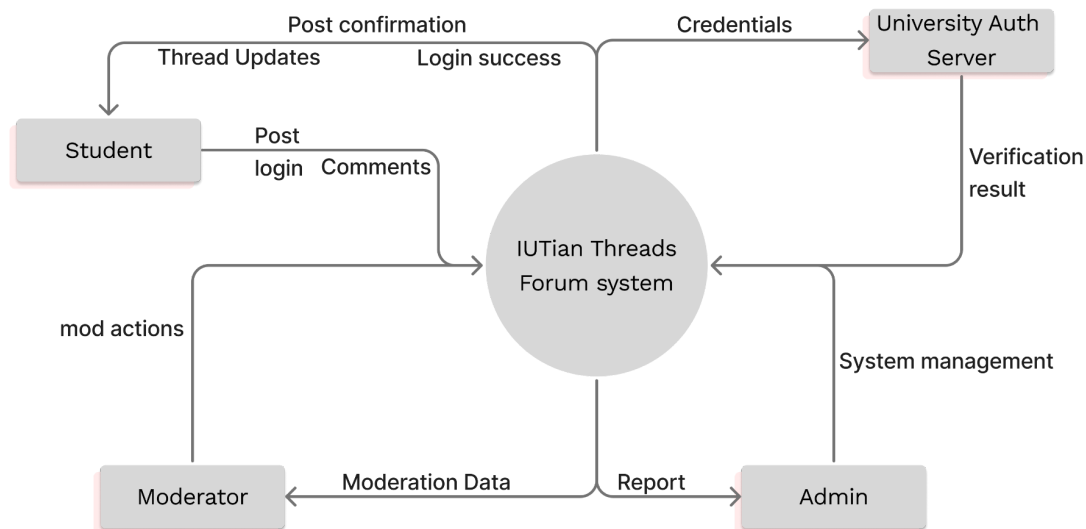 Post confirmation
Credentials
University Auth
Server
Thread Updates
Login success
Student
Post
login
Comments
Verification
result
IUTian Threads
Forum system
mod actions
System management
Moderator
Moderation Data
Report
Admin